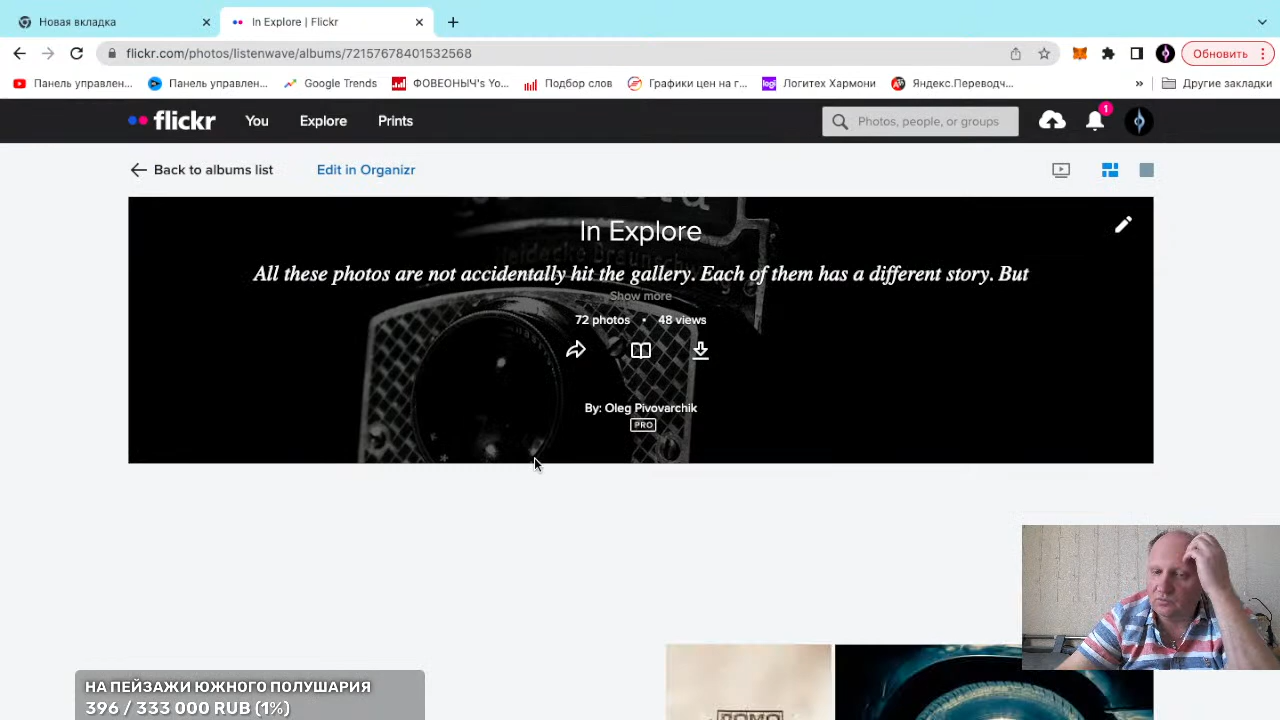 Новая вкладка
In Explore | Flickr
flickr.com/photos/listenwave/albums/72157678401532568
Обновить
Панель управлен...
Панель управлен...
Google Trends
ФОВЕОНЫЧ's Yo...
Подбор слов
Графики цен на г...
logi
Логитех Хармони
Яндекс.Переводч...
»
Другие закладки
flickr
You
Explore
Prints
Photos, people, or groups
1
Back to albums list
Edit in Organizr
In Explore
All these photos are not accidentally hit the gallery. Each of them has a different story. But
Show more
72 photos • 48 views
By: Oleg Pivovarchik
PRO
НА ПЕЙЗАЖИ ЮЖНОГО ПОЛУШАРИЯ
396 / 333 000 RUB (1%)